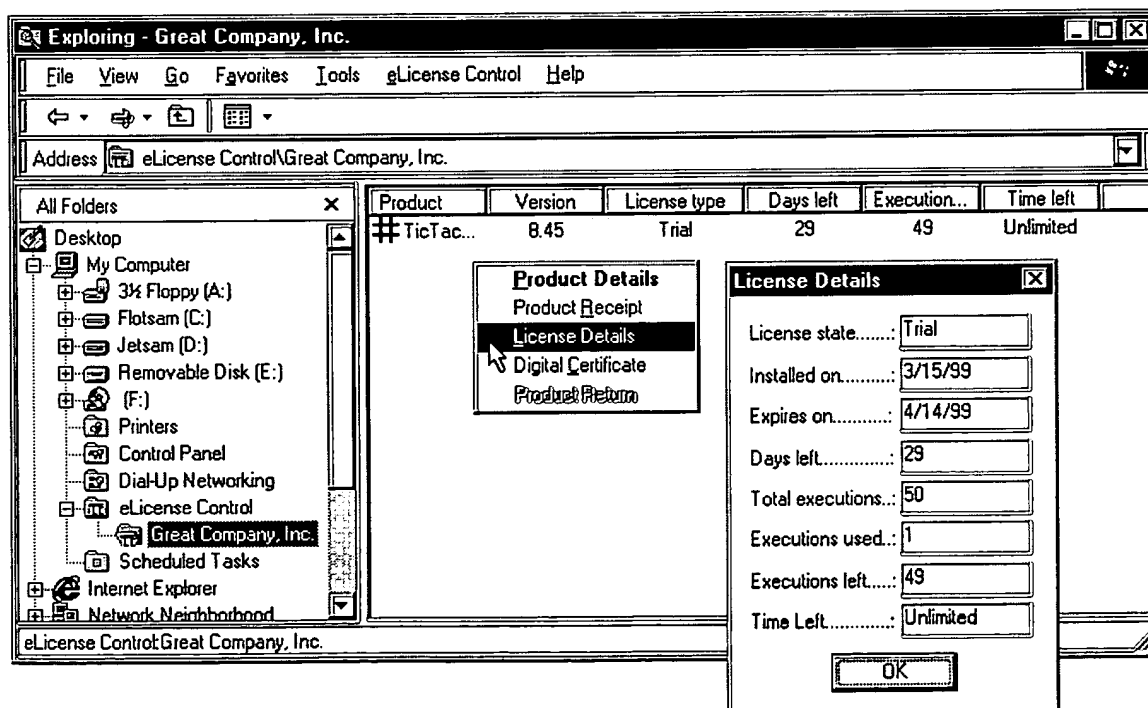 Exploring - Great Company, Inc.
File View Go Favorites Tools eLicense Control Help
Address eLicense Control\Great Company, Inc.
All Folders
Desktop
My Computer
3½ Floppy (A:)
Flotsam (C:)
Jetsam (D:)
Removable Disk (E:)
(F:)
Printers
Control Panel
Dial-Up Networking
eLicense Control
Great Company, Inc.
Scheduled Tasks
Internet Explorer
Network Neighborhood
Product Version License type Days left Execution... Time left
TicTac... 8.45 Trial 29 49 Unlimited
Product Details
Product Receipt
License Details
Digital Certificate
Product Return
License Details
License state.......: Trial
Installed on..........: 3/15/99
Expires on...........: 4/14/99
Days left.............: 29
Total executions..: 50
Executions used..: 1
Executions left.....: 49
Time Left............: Unlimited
OK
eLicense Control:Great Company, Inc.